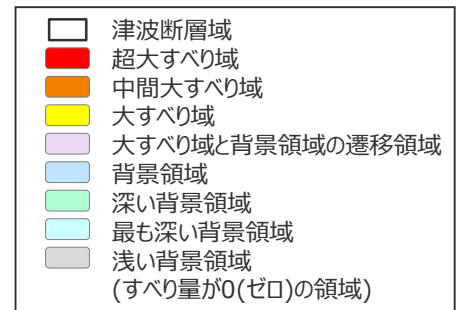 津波断層域
超大すべり域
中間大すべり域
大すべり域
大すべり域と背景領域の遷移領域
背景領域
深い背景領域
最も深い背景領域
浅い背景領域
(すべり量が0(ゼロ)の領域)